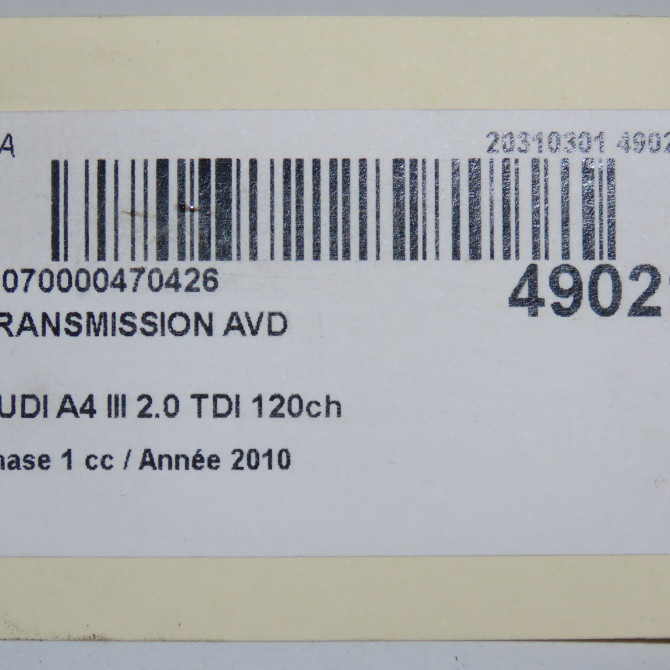 A 20310301 4902
070000470426
4902
RANSMISSION AVD
UDI A4 III 2.0 TDI 120ch
hase 1 cc / Année 2010